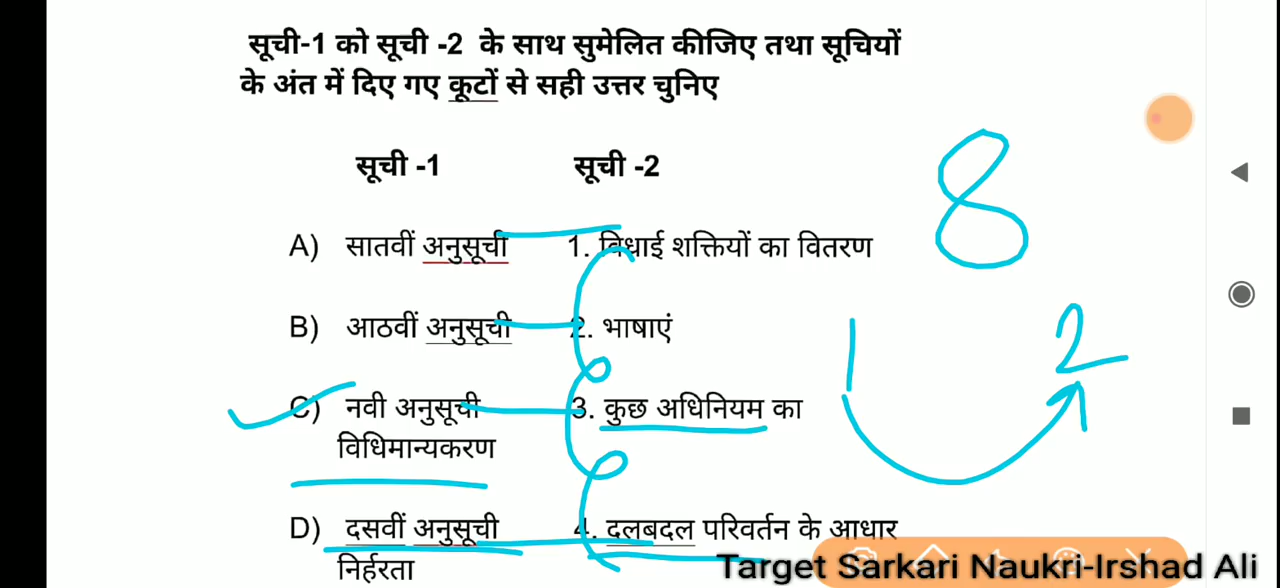 सूची-1 को सूची -2 के साथ सुमेलित कीजिए तथा सूचियों
के अंत में दिए गए कूटों से सही उत्तर चुनिए
सूची -1 सूची -2
A) सातवीं अनुसूची 1. विधाई शक्तियों का वितरण
B) आठवीं अनुसूची 2. भाषाएं
C) नवी अनुसूची 3. कुछ अधिनियम का
विधिमान्यकरण
D) दसवीं अनुसूची 4. दलबदल परिवर्तन के आधार
निर्हरता
8
1 2
Target Sarkari Naukri-Irshad Ali